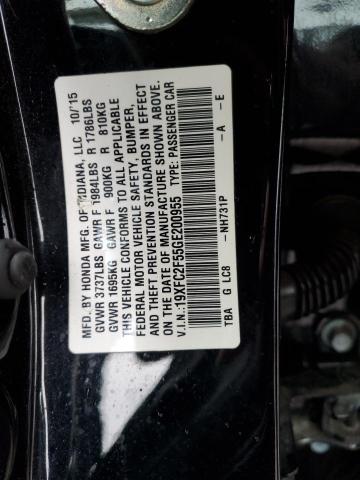 MFD. BY HONDA MFG. OF INDIANA, LLC 10/15
GVWR 3737LBS GAWR F 1984LBS R 1786LBS
GVWR 1695KG GAWR F 900KG R 810KG
THIS VEHICLE CONFORMS TO ALL APPLICABLE
FEDERAL MOTOR VEHICLE SAFETY, BUMPER,
AND THEFT PREVENTION STANDARDS IN EFFECT
ON THE DATE OF MANUFACTURE SHOWN ABOVE.
V.I.N.: 19XFC2F55GE200955 TYPE: PASSENGER CAR
TBA G LC8 -NH731P -A -E